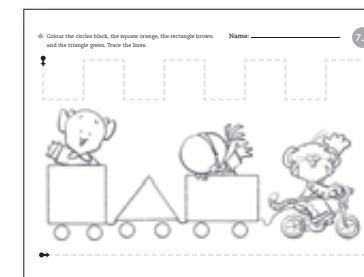 Colour the circles black, the square orange, the rectangle brown
and the triangle green. Trace the lines.
Name:
7.